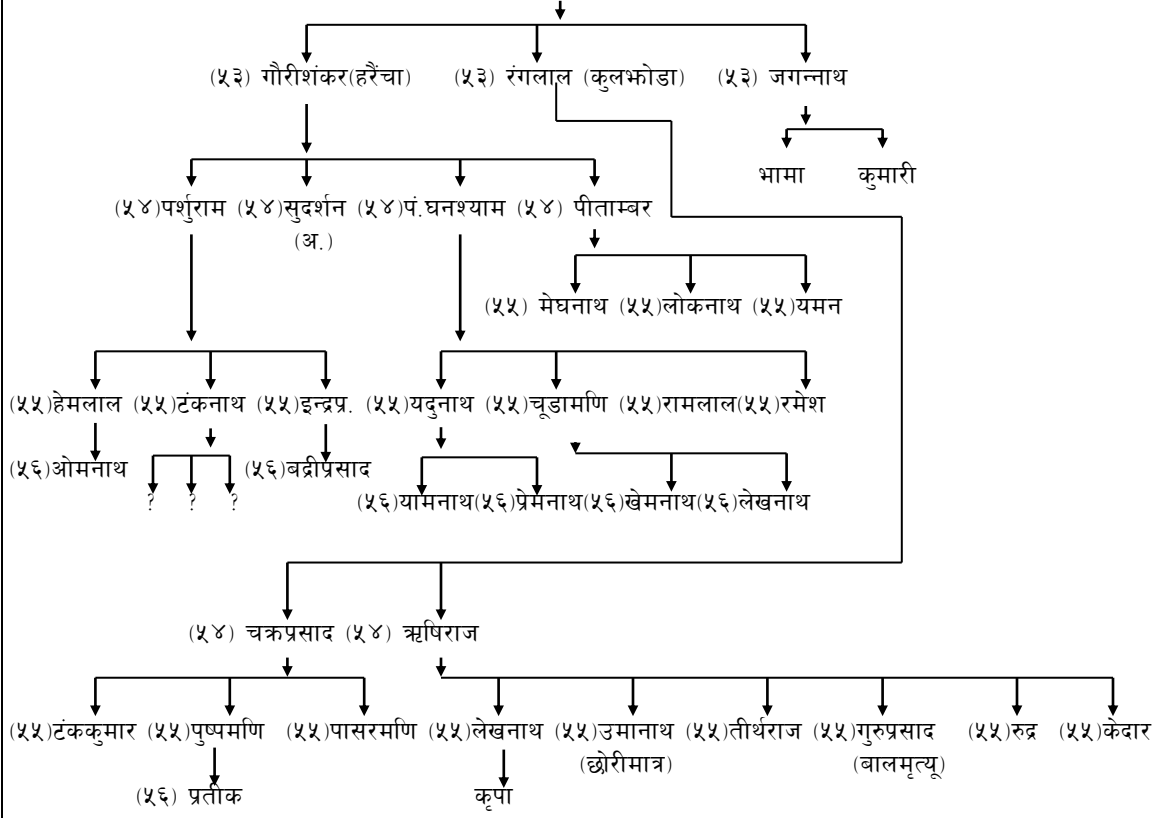 (५३) गौरीशंकर(हरैंचा) (५३) रंगलाल (कुलझोडा) (५३) जगन्नाथ
भामा कुमारी
(५४)पर्शुराम (५४)सुदर्शन (५४)पं.घनश्याम (५४) पीताम्बर
(अ.)
(५५) मेघनाथ (५५)लोकनाथ (५५)यमन
(५५)हेमलाल (५५)टंकनाथ (५५)इन्द्रप्र. (५५)यदुनाथ (५५)चूडामणि (५५)रामलाल(५५)रमेश
(५६)ओमनाथ (५६)बद्रीप्रसाद
? ? ? (५६)यामनाथ(५६)प्रेमनाथ(५६)खेमनाथ(५६)लेखनाथ
(५४) चक्रप्रसाद (५४) ऋषिराज
(५५)टंककुमार (५५)पुष्पमणि (५५)पासरमणि (५५)लेखनाथ (५५)उमानाथ (५५)तीर्थराज (५५)गुरुप्रसाद (५५)रुद्र (५५)केदार
(छोरीमात्र) (बालमृत्यू)
(५६) प्रतीक कृपा